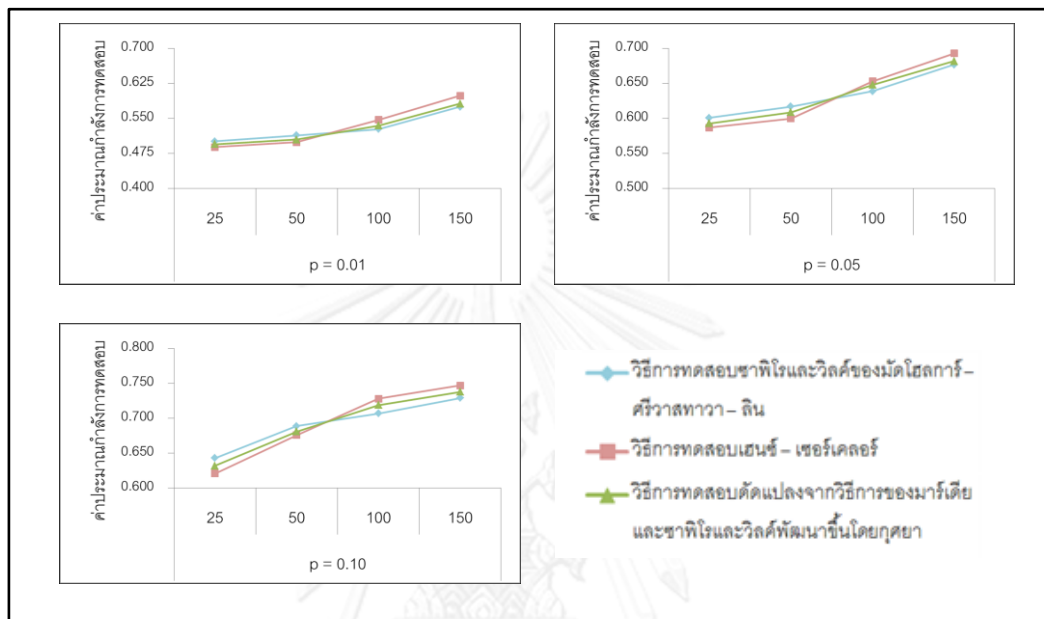 ค่าประมาณกำลังการทดสอบ
0.700
0.625
0.550
0.475
0.400
25 50 100 150
p = 0.01
ค่าประมาณกำลังการทดสอบ
0.700
0.650
0.600
0.550
0.500
25 50 100 150
p = 0.05
ค่าประมาณกำลังการทดสอบ
0.800
0.750
0.700
0.650
0.600
25 50 100 150
p = 0.10
วิธีการทดสอบชาพิโรและวิลค์ของมัดโฮลการ์ –
ศรีวาสทาวา – ลิน
วิธีการทดสอบเฮนซ์ – เซอร์เคลอร์
วิธีการทดสอบดัดแปลงจากวิธีการของมาร์เดีย
และชาพิโรและวิลค์พัฒนาขึ้นโดยกุศยา